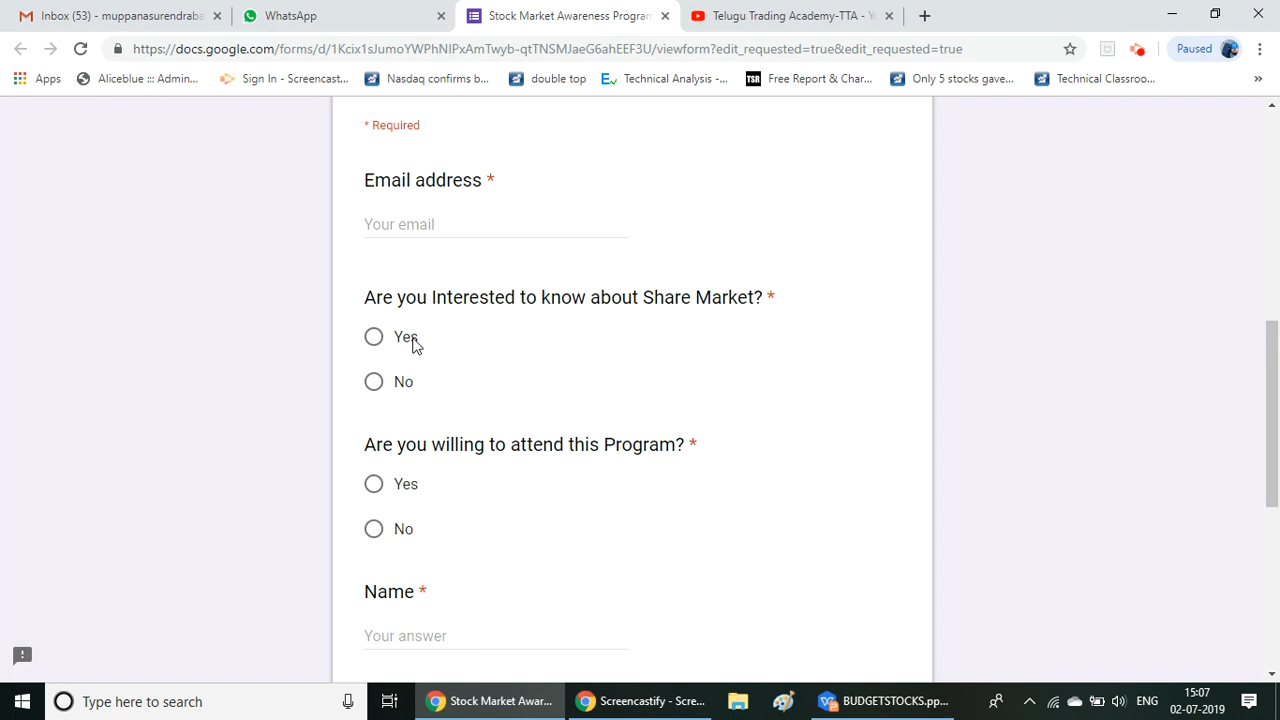 Inbox (53) - muppanasurendraba
WhatsApp
Stock Market Awareness Program
Telugu Trading Academy-TTA - Y
https://docs.google.com/forms/d/1Kcix1sJumoYWPhNIPxAmTwyb-qtTNSMJaeG6ahEEF3U/viewform?edit_requested=true&edit_requested=true
Paused
Apps
Aliceblue ::: Admin...
Sign In - Screencast...
Nasdaq confirms b...
double top
Technical Analysis -...
TSR Free Report & Char...
Only 5 stocks gave...
Technical Classroo...
»
* Required
Email address *
Your email
Are you Interested to know about Share Market? *
Yes
No
Are you willing to attend this Program? *
Yes
No
Name *
Your answer
Type here to search
Stock Market Awar...
Screencastify - Scre...
BUDGETSTOCKS.pp...
ENG
15:07
02-07-2019